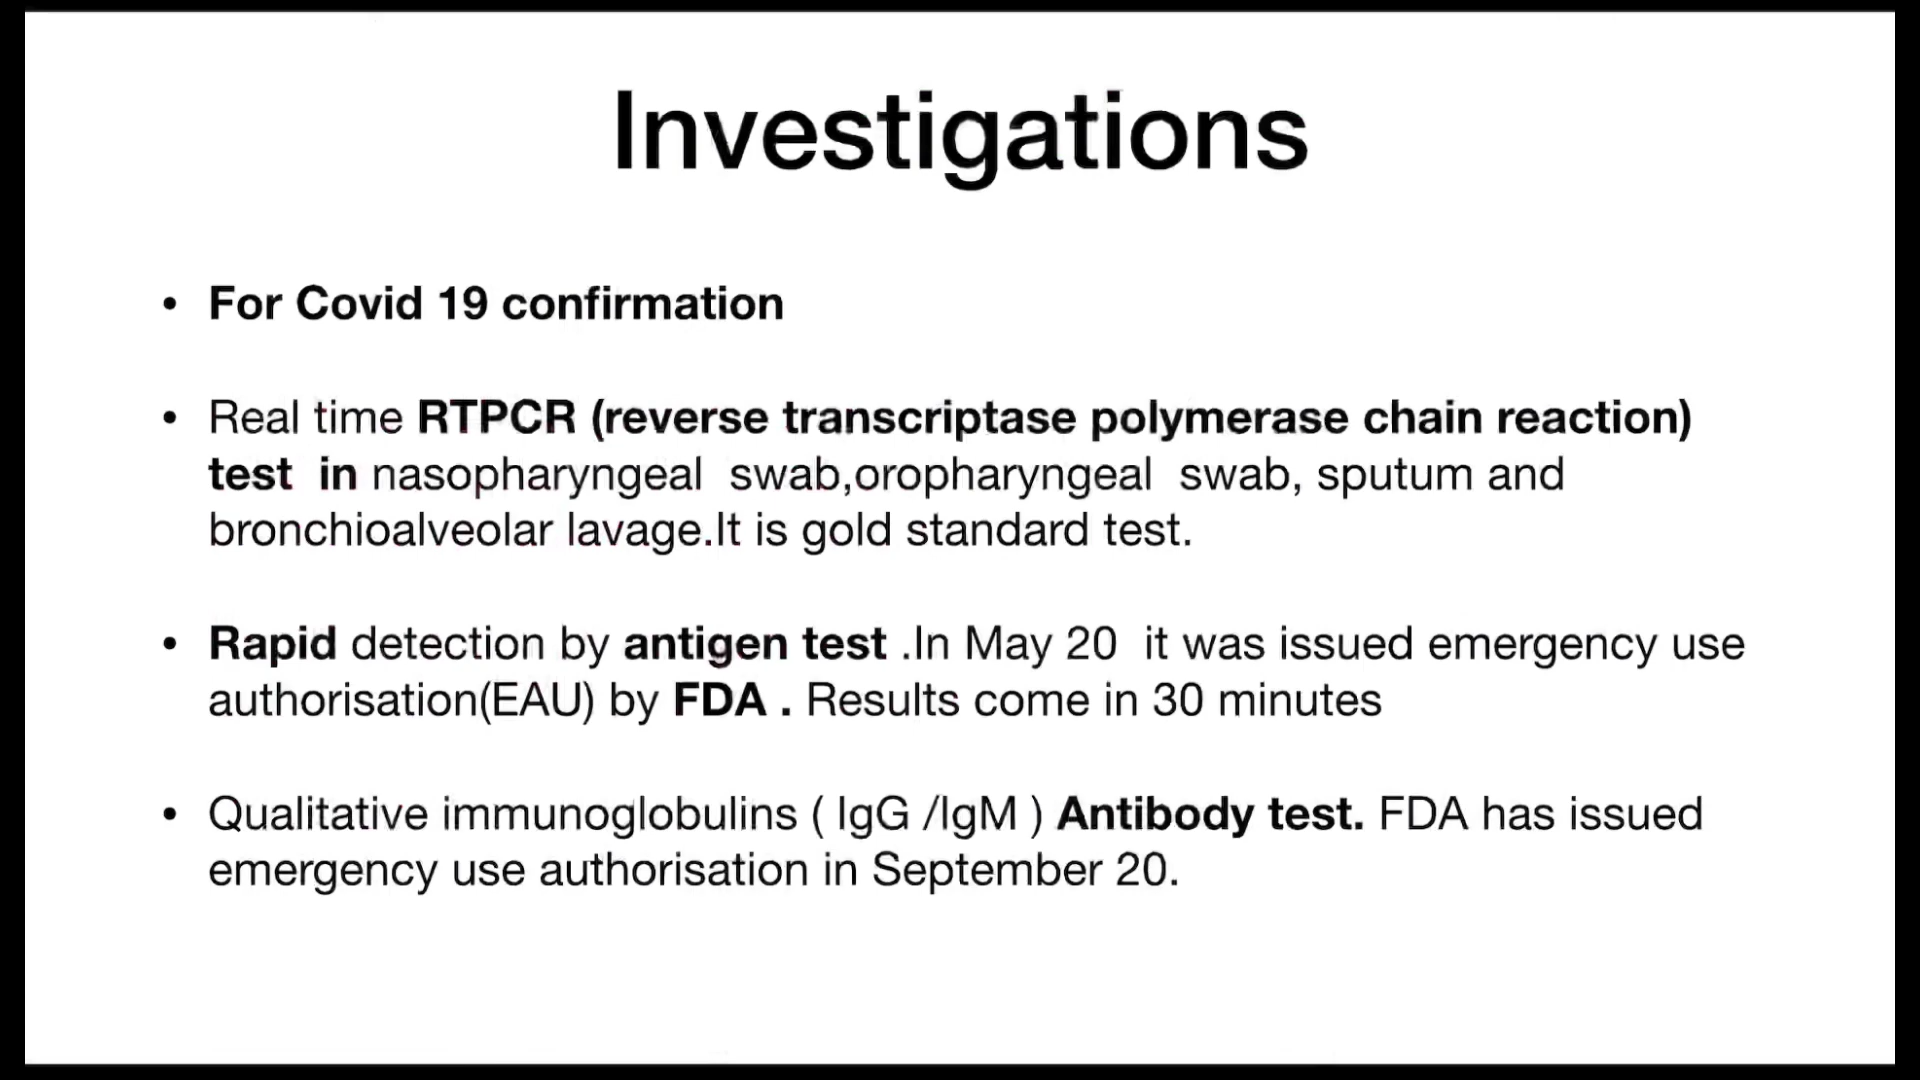 Investigations
• For Covid 19 confirmation
• Real time RTPCR (reverse transcriptase polymerase chain reaction)
test in nasopharyngeal swab,oropharyngeal swab, sputum and
bronchioalveolar lavage.It is gold standard test.
• Rapid detection by antigen test .In May 20 it was issued emergency use
authorisation(EAU) by FDA . Results come in 30 minutes
• Qualitative immunoglobulins ( IgG /IgM ) Antibody test. FDA has issued
emergency use authorisation in September 20.